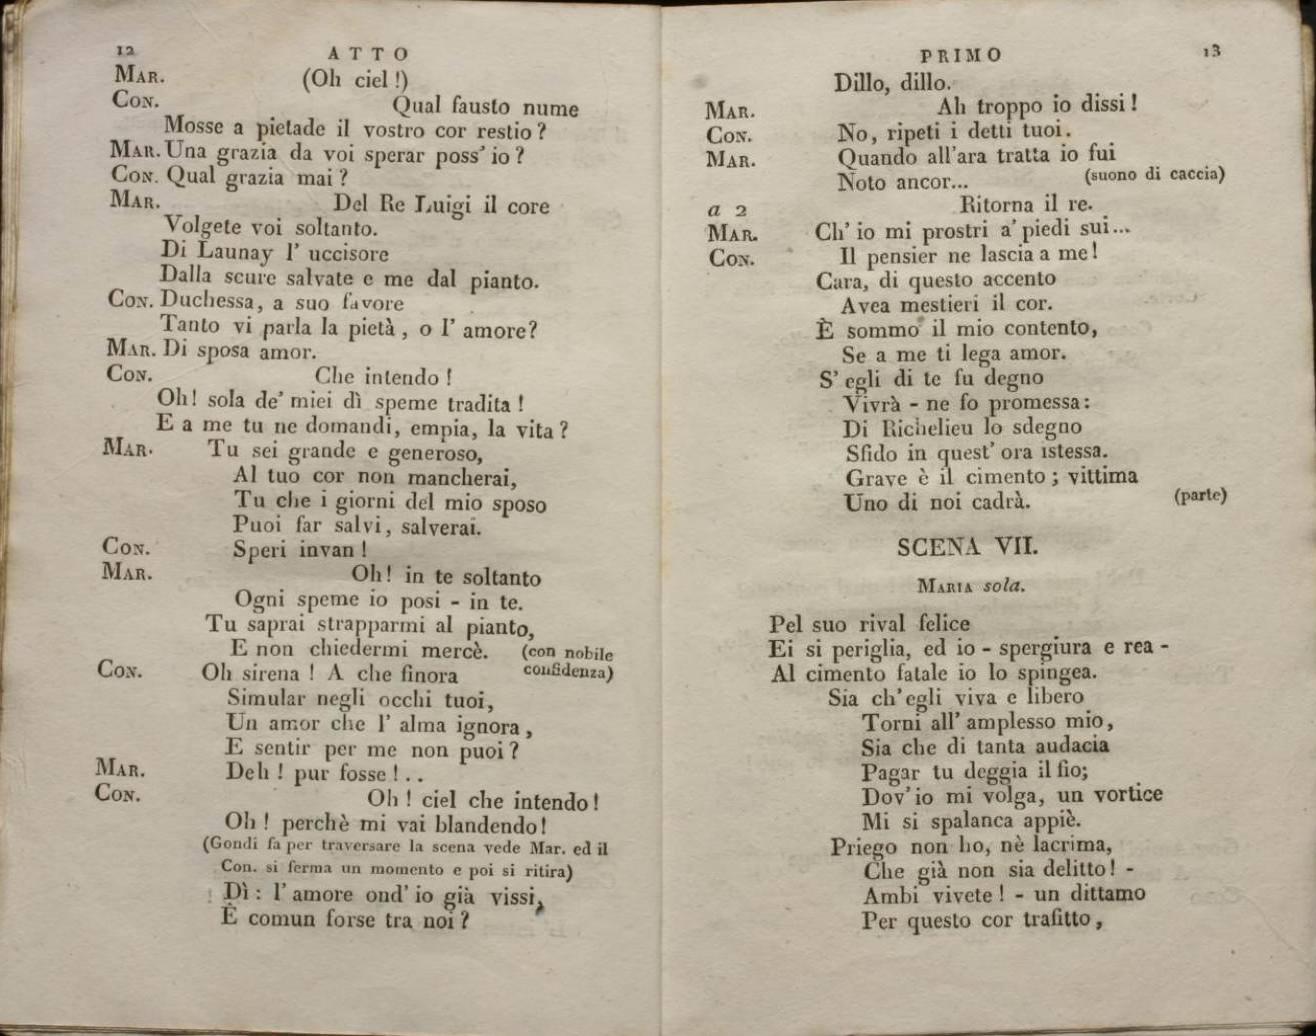 12
ATTO
MAR. (Oh ciel!)
CON. Qual fausto nume
Mosse a pietade il vostro cor restio?
MAR. Una grazia da voi sperar poss' io?
CON. Qual grazia mai?
MAR. Del Re Luigi il core
Volgete voi soltanto.
Di Launay l' uccisore
Dalla scure salvate e me dal pianto.
CON. Duchessa, a suo favore
Tanto vi parla la pietà, o l' amore?
MAR. Di sposa amor.
CON. Che intendo!
Oh! sola de' miei dì speme tradita!
E a me tu ne domandi, empia, la vita?
MAR. Tu sei grande e generoso,
Al tuo cor non mancherai,
Tu che i giorni del mio sposo
Puoi far salvi, salverai.
CON. Speri invan!
MAR. Oh! in te soltanto
Ogni speme io posi - in te.
Tu saprai strapparmi al pianto,
E non chiedermi mercè. (con nobile
confidenza)
CON. Oh sirena! A che finora
Simular negli occhi tuoi,
Un amor che l' alma ignora,
E sentir per me non puoi?
MAR. Deh! pur fosse!..
CON. Oh! ciel che intendo!
Oh! perchè mi vai blandendo!
(Gondi fa per traversare la scena vede Mar. ed il
Con. si ferma un momento e poi si ritira)
Dì: l' amore ond' io già vissi,
È comun forse tra noi?
PRIMO
13
Dillo, dillo.
MAR. Ah troppo io dissi!
CON. No, ripeti i detti tuoi.
MAR. Quando all'ara tratta io fui
Noto ancor... (suono di caccia)
a 2 Ritorna il re.
MAR. Ch' io mi prostri a' piedi sui...
CON. Il pensier ne lascia a me!
Cara, di questo accento
Avea mestieri il cor.
È sommo il mio contento,
Se a me ti lega amor.
S' egli di te fu degno
Vivrà - ne fo promessa:
Di Richelieu lo sdegno
Sfido in quest' ora istessa.
Grave è il cimento; vittima
Uno di noi cadrà. (parte)
SCENA VII.
MARIA sola.
Pel suo rival felice
Ei si periglia, ed io - spergiura e rea -
Al cimento fatale io lo spingea.
Sia ch'egli viva e libero
Torni all' amplesso mio,
Sia che di tanta audacia
Pagar tu deggia il fio;
Dov'io mi volga, un vortice
Mi si spalanca appiè.
Priego non ho, nè lacrima,
Che già non sia delitto! -
Ambi vivete! - un dittamo
Per questo cor trafitto,